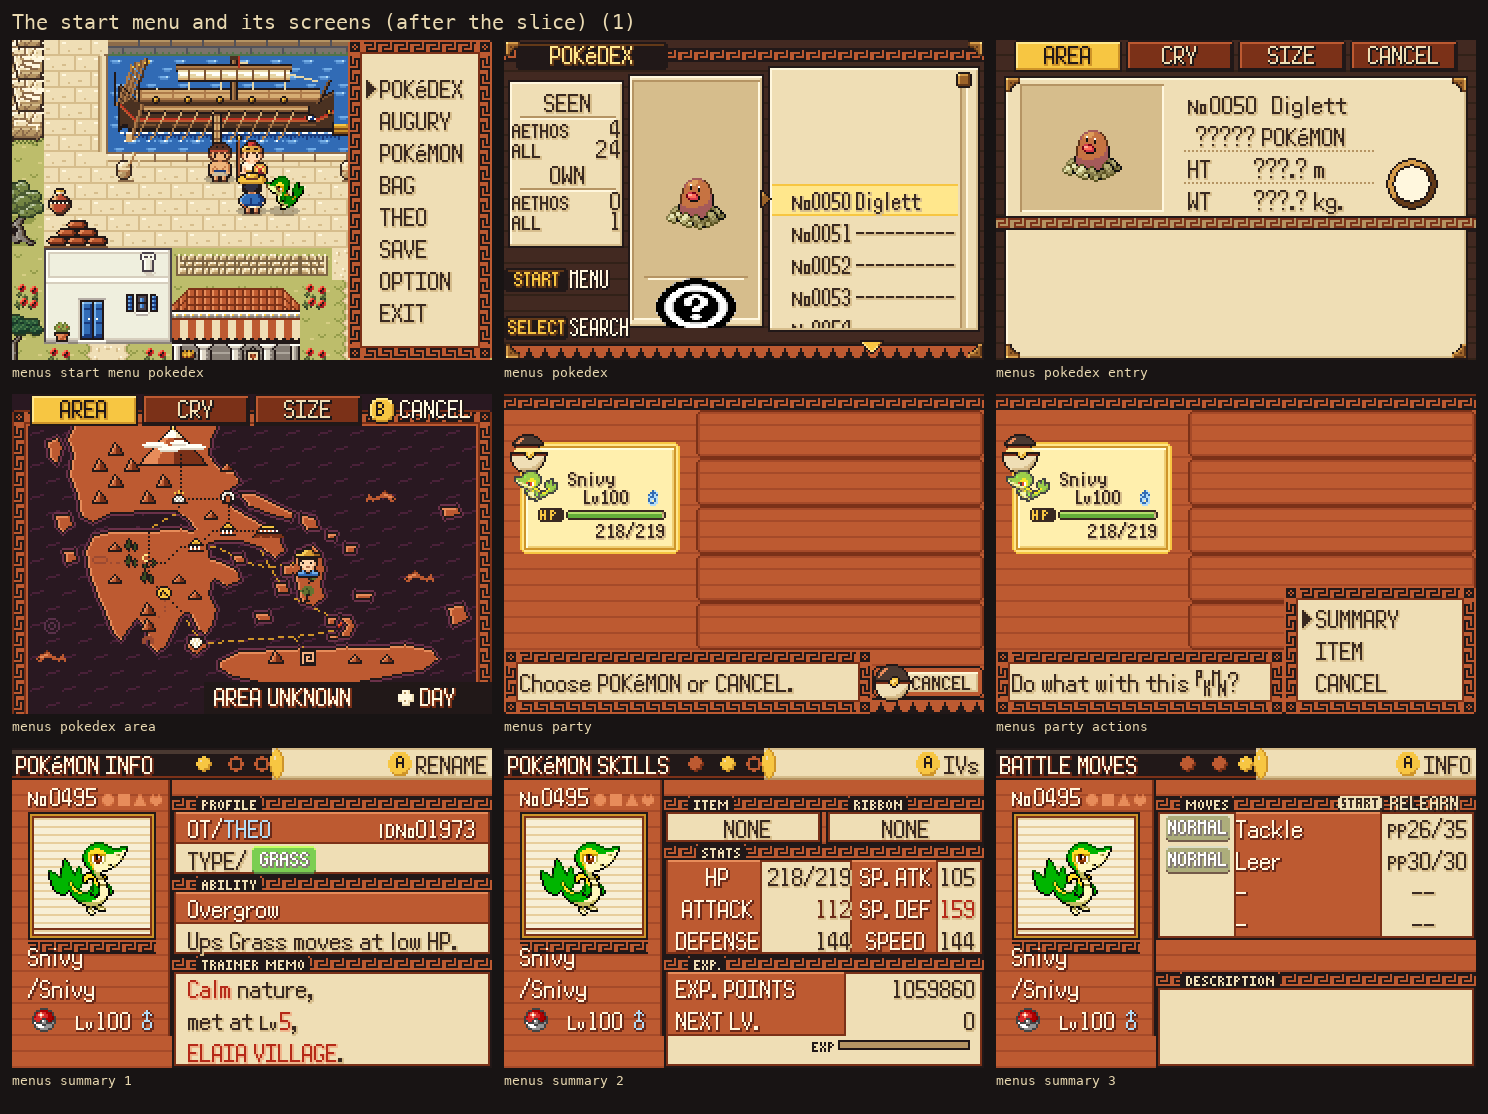 The start menu and its screens (after the slice) (1)
POKéDEX
AUGURY
POKéMON
BAG
THEO
SAVE
OPTION
EXIT
menus start menu pokedex
POKéDEX
SEEN
AETHOS 4
ALL 24
OWN
AETHOS 0
ALL 1
START MENU
SELECT SEARCH
?
No0050 Diglett
No0051 ----------
No0052 ----------
No0053 ----------
menus pokedex
AREA CRY SIZE CANCEL
No0050 Diglett
????? POKéMON
HT ???.? m
WT ???.? kg.
menus pokedex entry
AREA CRY SIZE B CANCEL
AREA UNKNOWN DAY
menus pokedex area
Snivy
Lv100 ♂
HP
218/219
Choose POKéMON or CANCEL.
CANCEL
menus party
Snivy
Lv100 ♂
HP
218/219
Do what with this PKMN?
SUMMARY
ITEM
CANCEL
menus party actions
POKéMON INFO A RENAME
No0495
Snivy
/Snivy
Lv100 ♂
PROFILE
OT/THEO IDNo01973
TYPE/ GRASS
ABILITY
Overgrow
Ups Grass moves at low HP.
TRAINER MEMO
Calm nature,
met at Lv5,
ELAIA VILLAGE.
menus summary 1
POKéMON SKILLS A IVs
No0495
Snivy
/Snivy
Lv100 ♂
ITEM RIBBON
NONE NONE
STATS
HP 218/219 SP. ATK 105
ATTACK 112 SP. DEF 159
DEFENSE 144 SPEED 144
EXP.
EXP. POINTS 1059860
NEXT LV. 0
EXP
menus summary 2
BATTLE MOVES A INFO
No0495
Snivy
/Snivy
Lv100 ♂
MOVES START RELEARN
NORMAL Tackle PP26/35
NORMAL Leer PP30/30
- --
- --
DESCRIPTION
menus summary 3